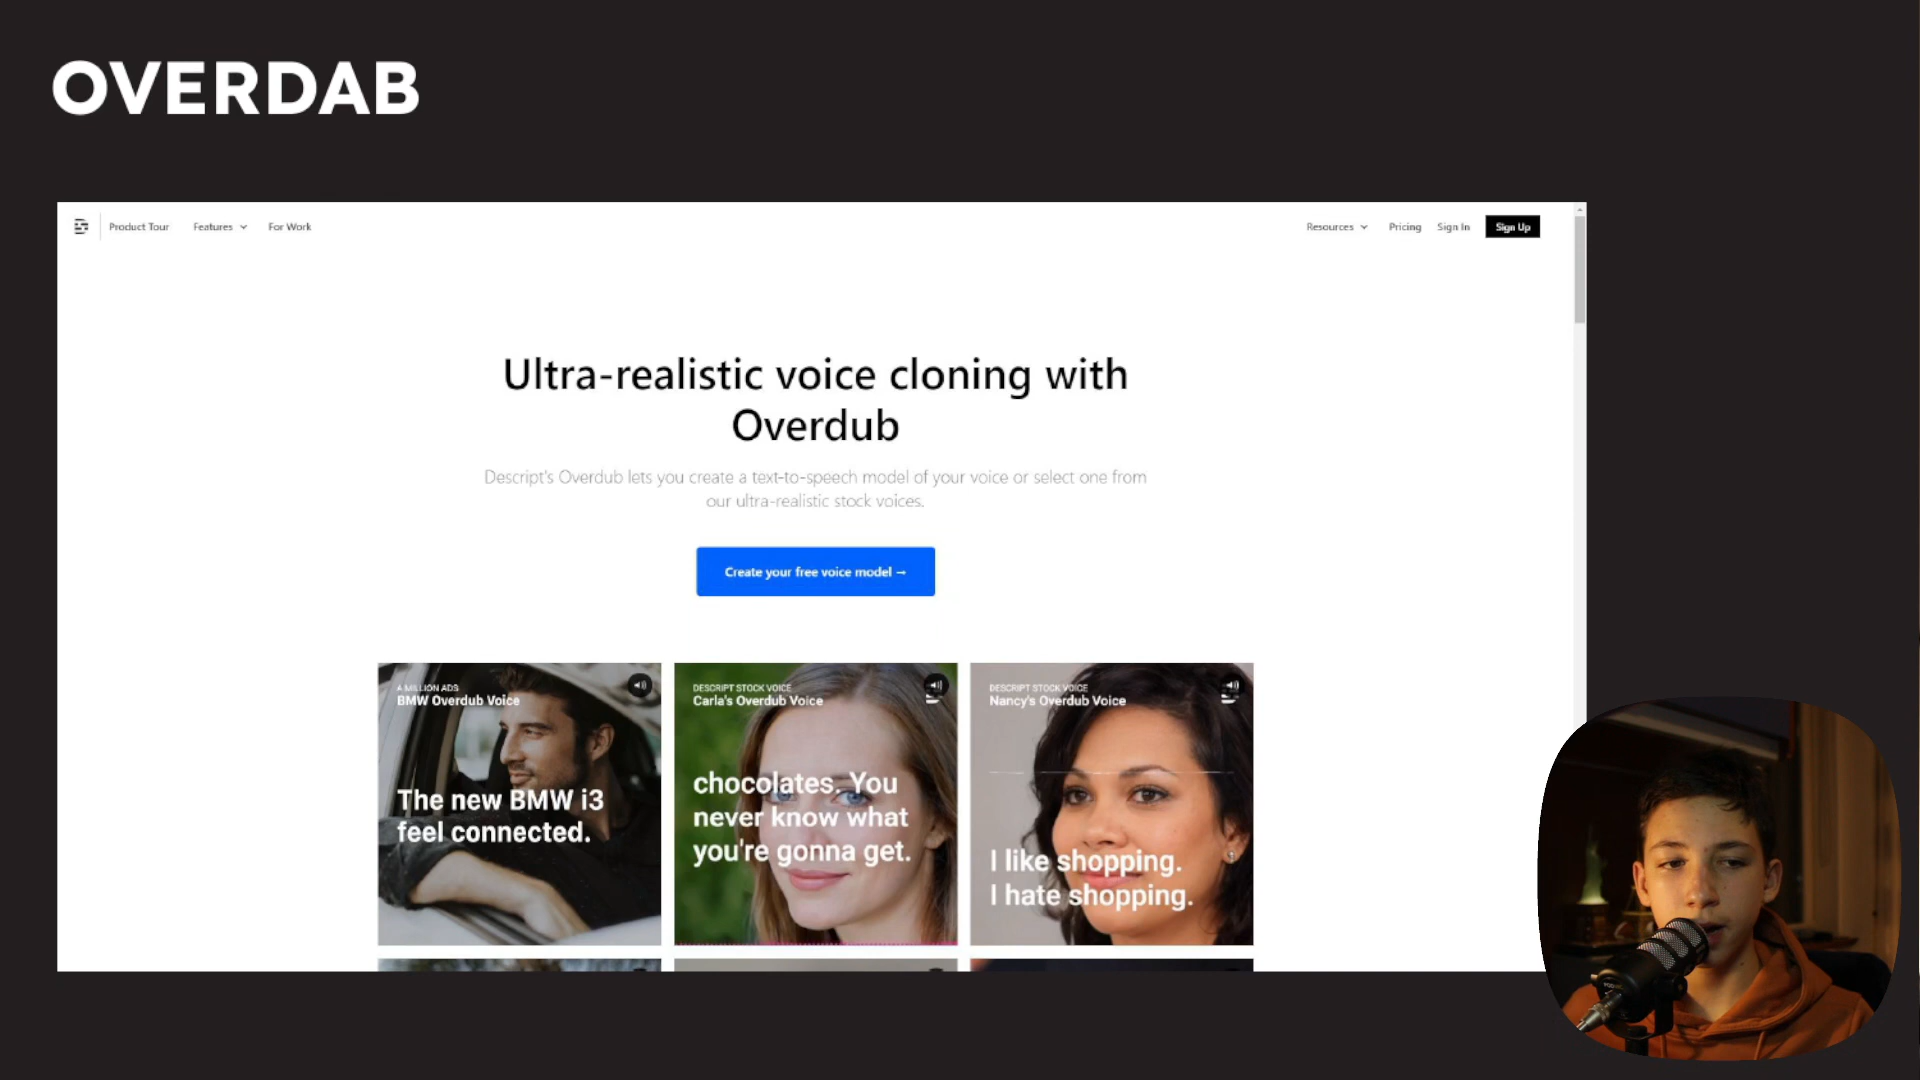 OVERDAB
Product Tour Features For Work Resources Pricing Sign In Sign Up
Ultra-realistic voice cloning with
Overdub
Descript's Overdub lets you create a text-to-speech model of your voice or select one from
our ultra-realistic stock voices.
Create your free voice model →
A MILLION ADS
BMW Overdub Voice
The new BMW i3
feel connected.
DESCRIPT STOCK VOICE
Carla's Overdub Voice
chocolates. You
never know what
you're gonna get.
DESCRIPT STOCK VOICE
Nancy's Overdub Voice
I like shopping.
I hate shopping.